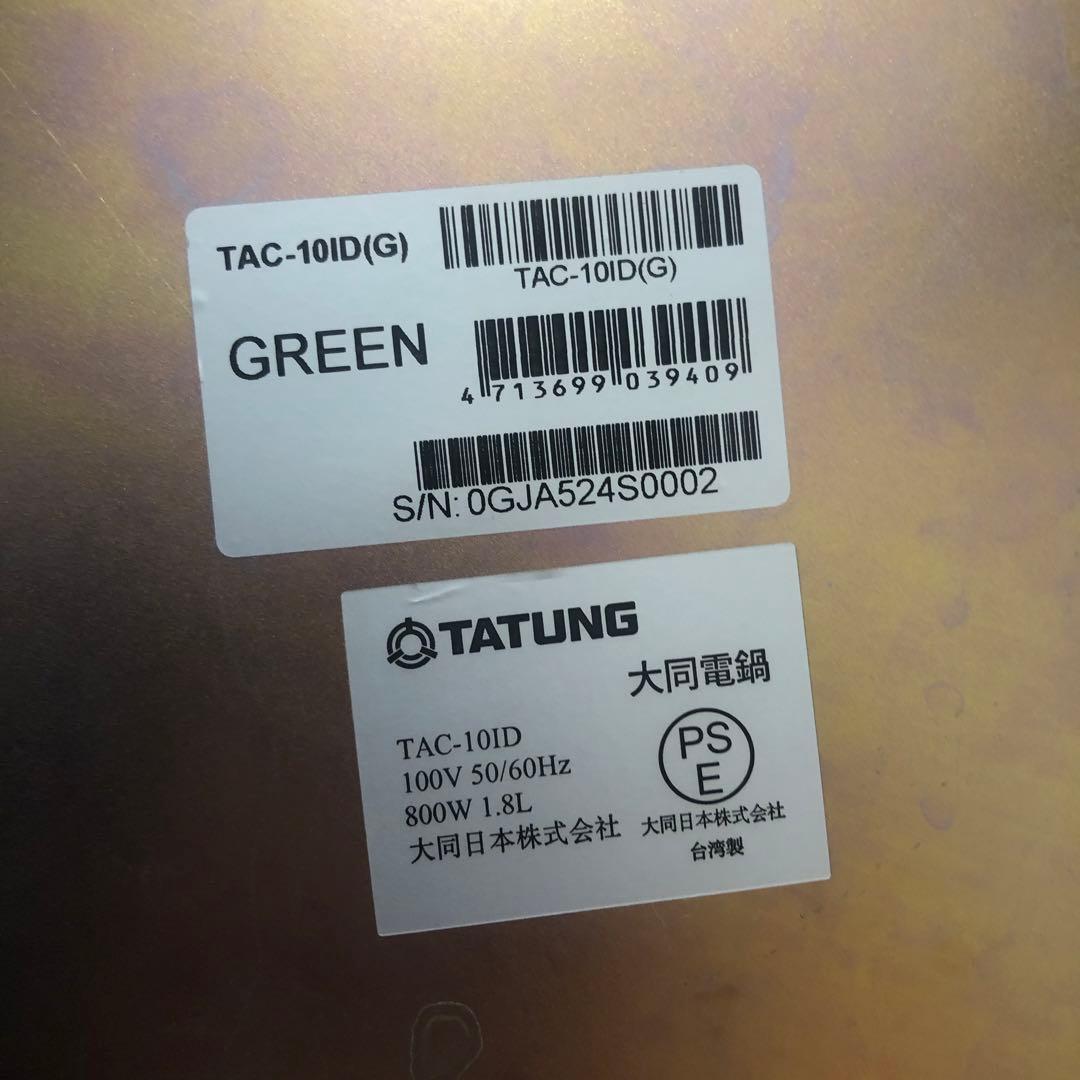 TAC-10ID(G)
TAC-10ID(G)
GREEN
4 713699 039409
S/N: 0GJA524S0002
TATUNG
大同電鍋
TAC-10ID
100V 50/60Hz
800W 1.8L
大同日本株式会社
PS
E
大同日本株式会社
台湾製